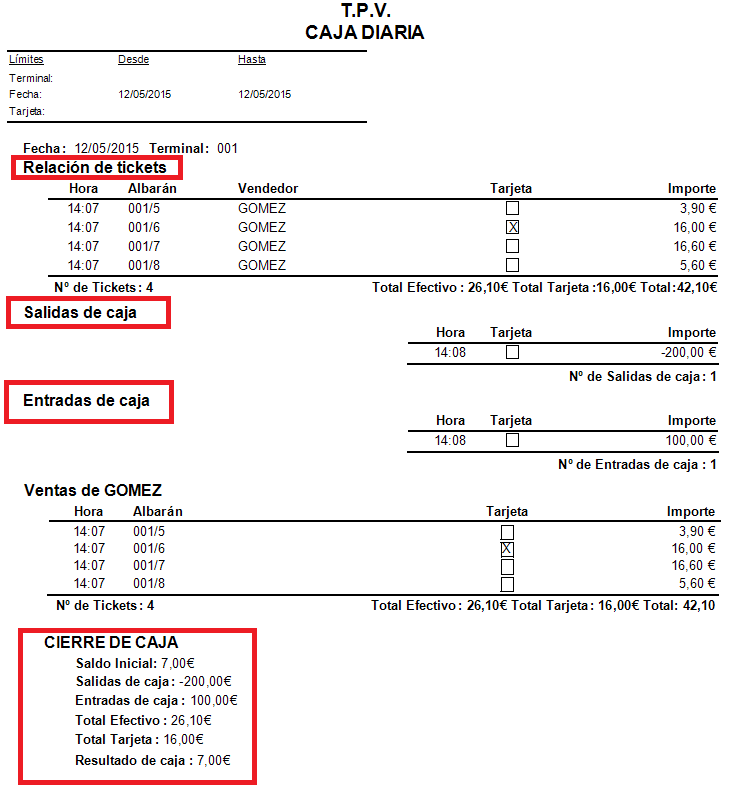 T.P.V.
CAJA DIARIA
Límites Desde Hasta
Terminal:
Fecha: 12/05/2015 12/05/2015
Tarjeta:
Fecha: 12/05/2015 Terminal: 001
Relación de tickets
Hora Albarán Vendedor Tarjeta Importe
14:07 001/5 GOMEZ 3,90 €
14:07 001/6 GOMEZ X 16,00 €
14:07 001/7 GOMEZ 16,60 €
14:07 001/8 GOMEZ 5,60 €
Nº de Tickets: 4 Total Efectivo : 26,10€ Total Tarjeta :16,00€ Total:42,10€
Salidas de caja
Hora Tarjeta Importe
14:08 -200,00 €
Nº de Salidas de caja: 1
Entradas de caja
Hora Tarjeta Importe
14:08 100,00 €
Nº de Entradas de caja : 1
Ventas de GOMEZ
Hora Albarán Tarjeta Importe
14:07 001/5 3,90 €
14:07 001/6 X 16,00 €
14:07 001/7 16,60 €
14:07 001/8 5,60 €
Nº de Tickets: 4 Total Efectivo: 26,10€ Total Tarjeta: 16,00€ Total: 42,10
CIERRE DE CAJA
Saldo Inicial: 7,00€
Salidas de caja: -200,00€
Entradas de caja : 100,00€
Total Efectivo : 26,10€
Total Tarjeta : 16,00€
Resultado de caja : 7,00€